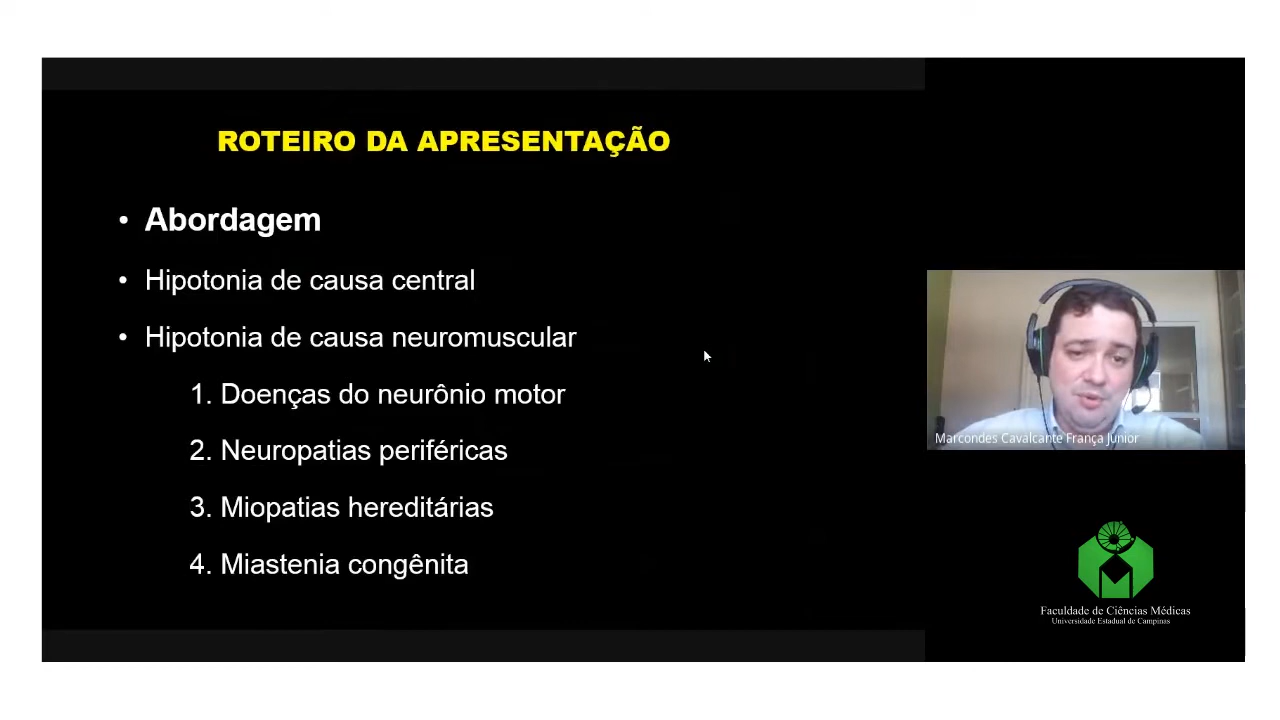 ROTEIRO DA APRESENTAÇÃO
• Abordagem
• Hipotonia de causa central
• Hipotonia de causa neuromuscular
1. Doenças do neurônio motor
2. Neuropatias periféricas
3. Miopatias hereditárias
4. Miastenia congênita
Marcondes Cavalcante França Junior
Faculdade de Ciências Médicas
Universidade Estadual de Campinas